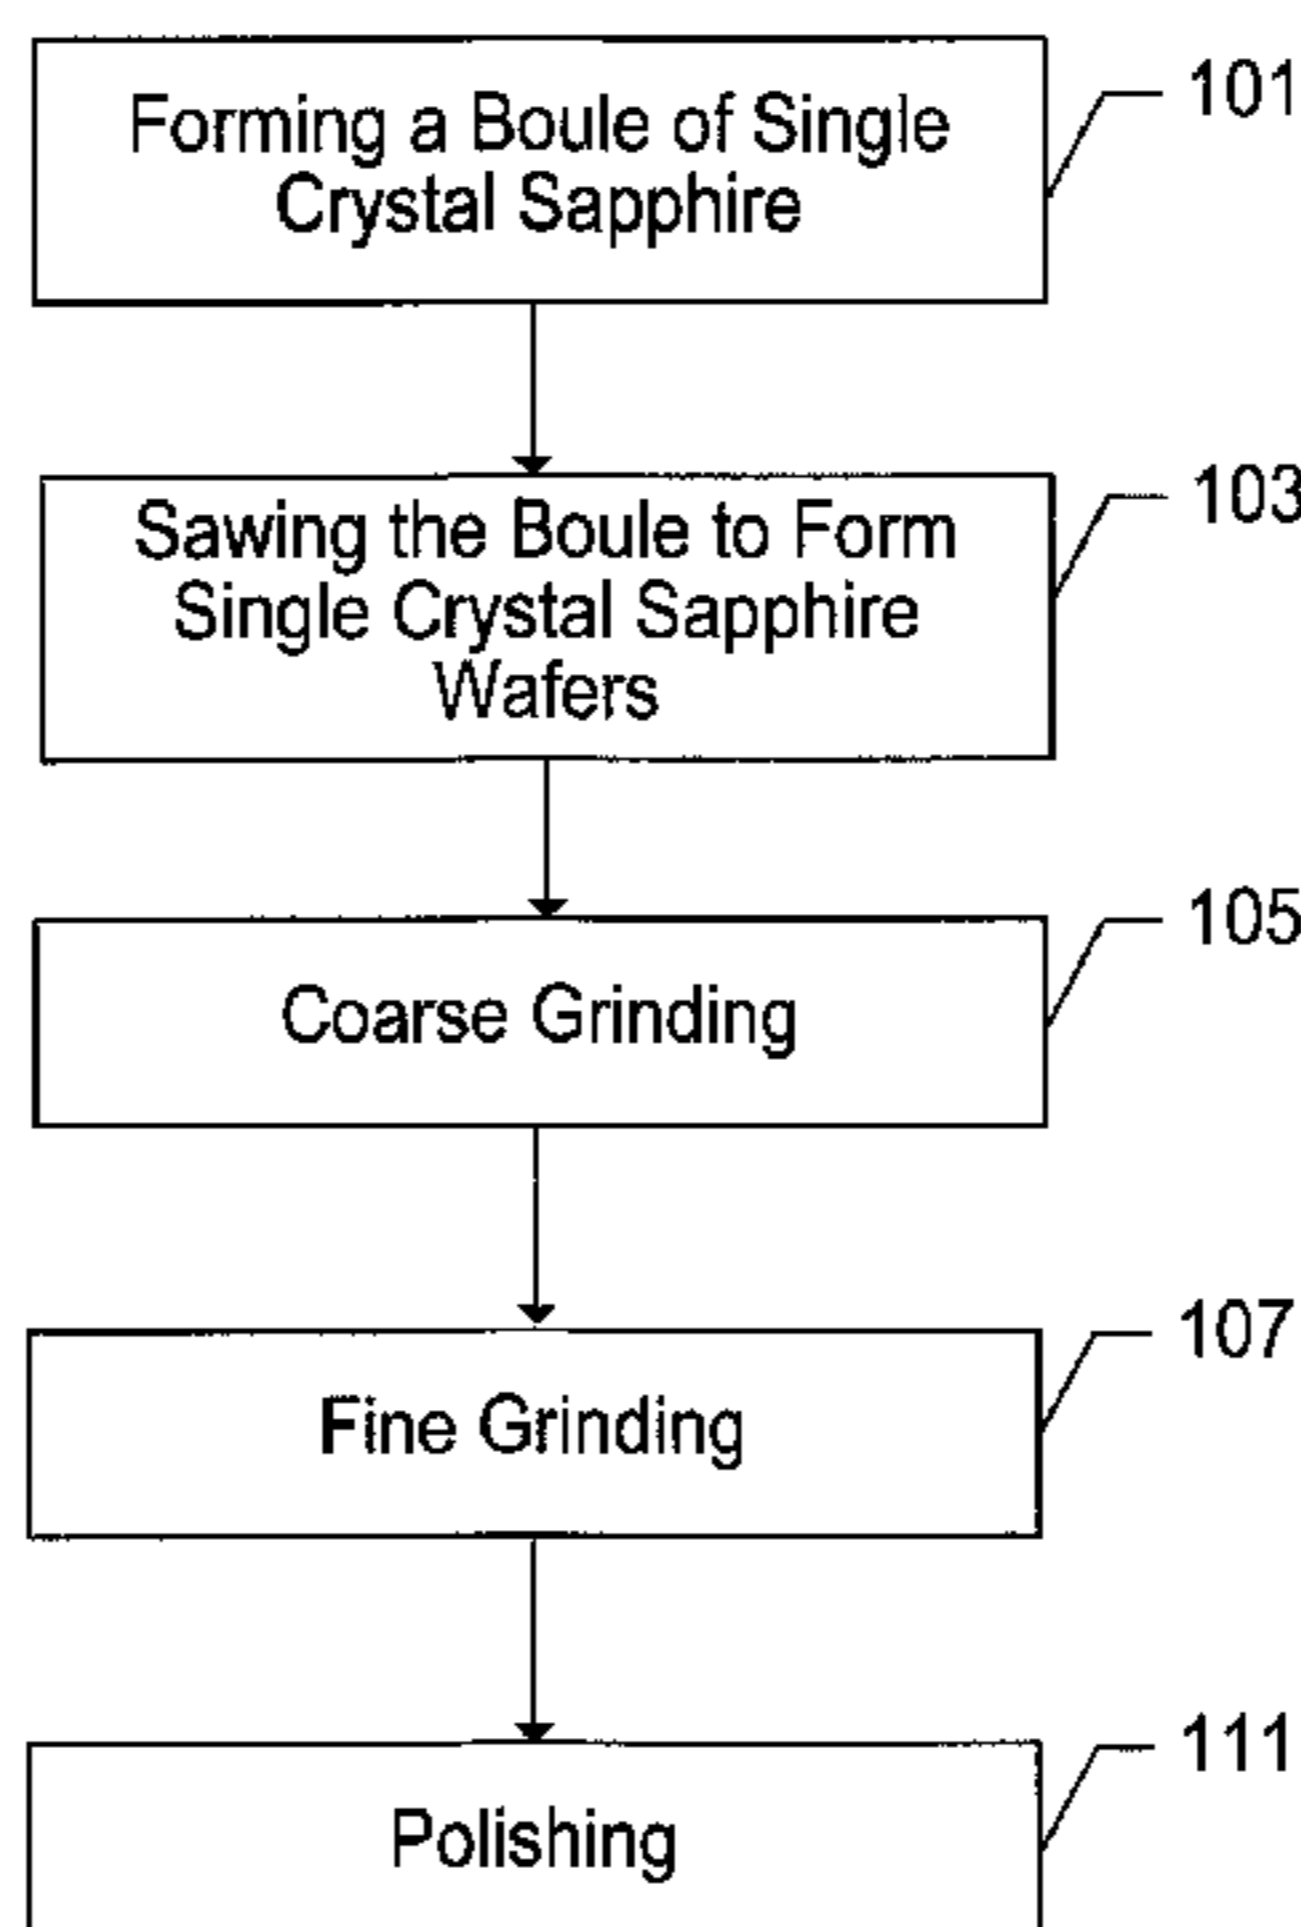 Forming a Boule of Single
Crystal Sapphire
101
Sawing the Boule to Form
Single Crystal Sapphire
Wafers
103
Coarse Grinding
105
Fine Grinding
107
Polishing
111